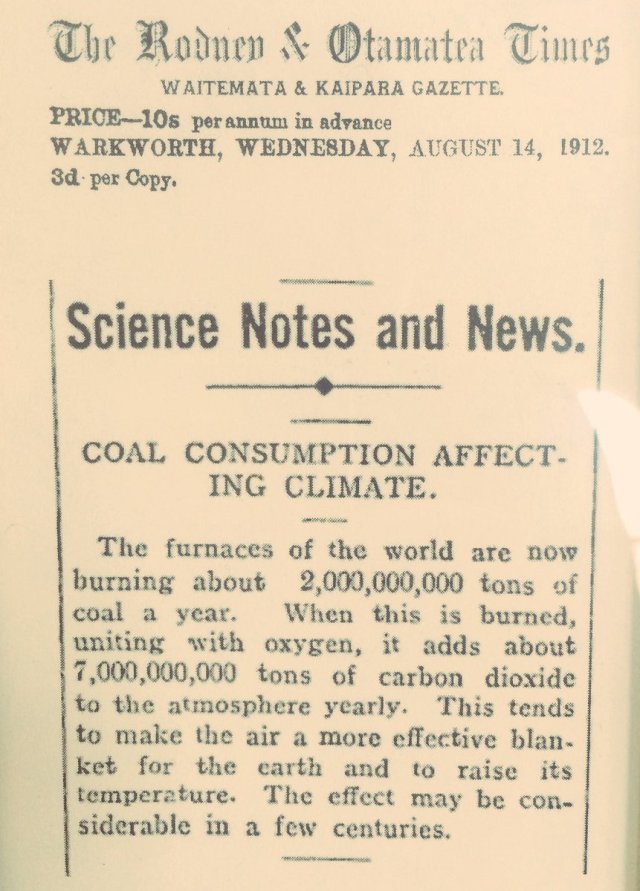 The Rodney & Otamatea Times
WAITEMATA & KAIPARA GAZETTE.
PRICE—10s per annum in advance
WARKWORTH, WEDNESDAY, AUGUST 14, 1912.
3d per Copy.
Science Notes and News.
COAL CONSUMPTION AFFECT-
ING CLIMATE.
The furnaces of the world are now
burning about 2,000,000,000 tons of
coal a year. When this is burned,
uniting with oxygen, it adds about
7,000,000,000 tons of carbon dioxide
to the atmosphere yearly. This tends
to make the air a more effective blan-
ket for the earth and to raise its
temperature. The effect may be con-
siderable in a few centuries.